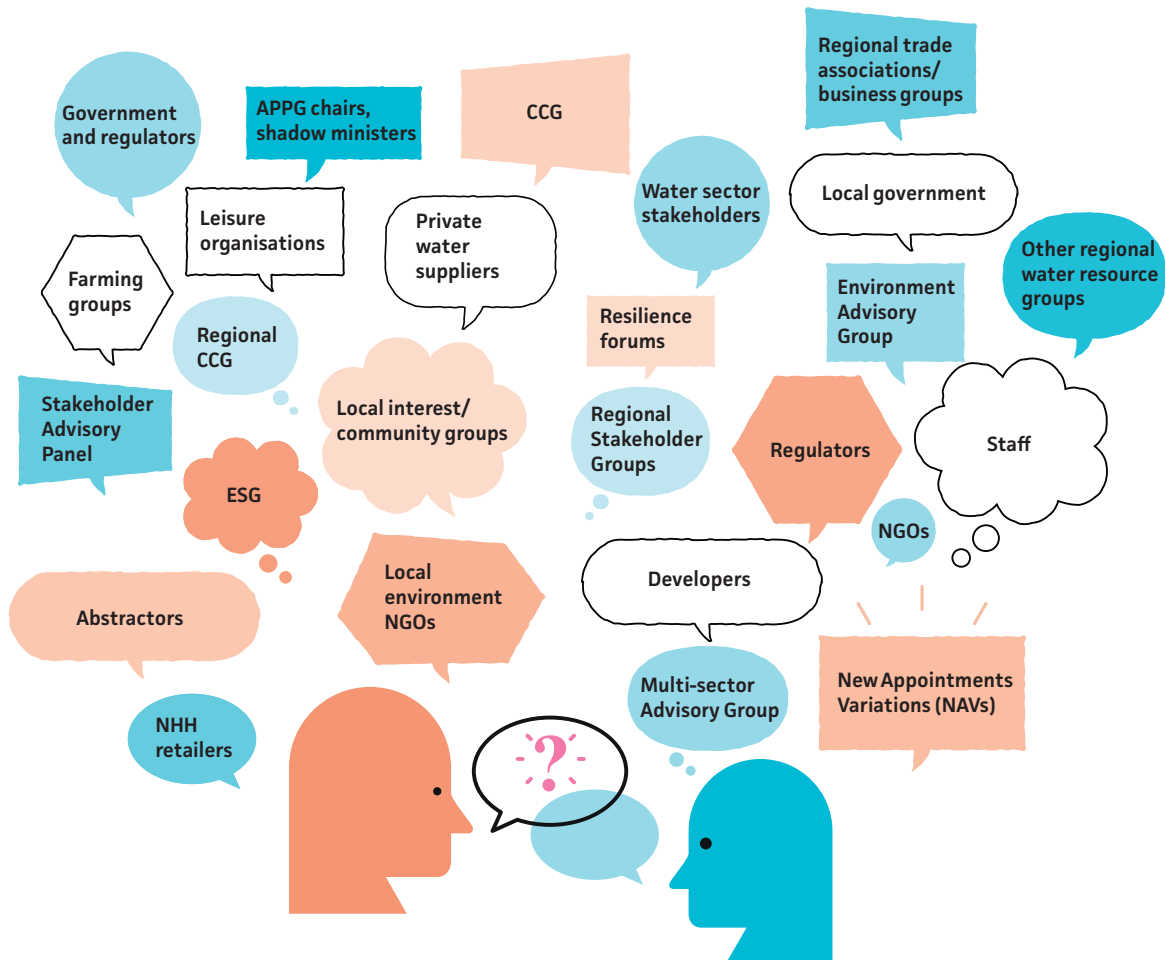 Regional trade
associations/
business groups
Government
and regulators
APPG chairs,
shadow ministers
CCG
Water sector
stakeholders
Local government
Leisure
organisations
Private
water
suppliers
Other regional
water resource
groups
Farming
groups
Environment
Advisory
Group
Regional
CCG
Resilience
forums
Stakeholder
Advisory
Panel
Local interest/
community groups
Regional
Stakeholder
Groups
Regulators
Staff
ESG
NGOs
Local
environment
NGOs
Developers
Abstractors
Multi-sector
Advisory Group
New Appointments
Variations (NAVs)
NHH
retailers
?